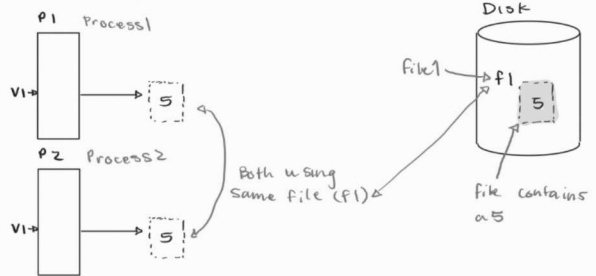 P1 Process1
V1
5
P2 Process2
V1
5
Both using
same file (f1)
Disk
file1
f1
5
file contains
a 5